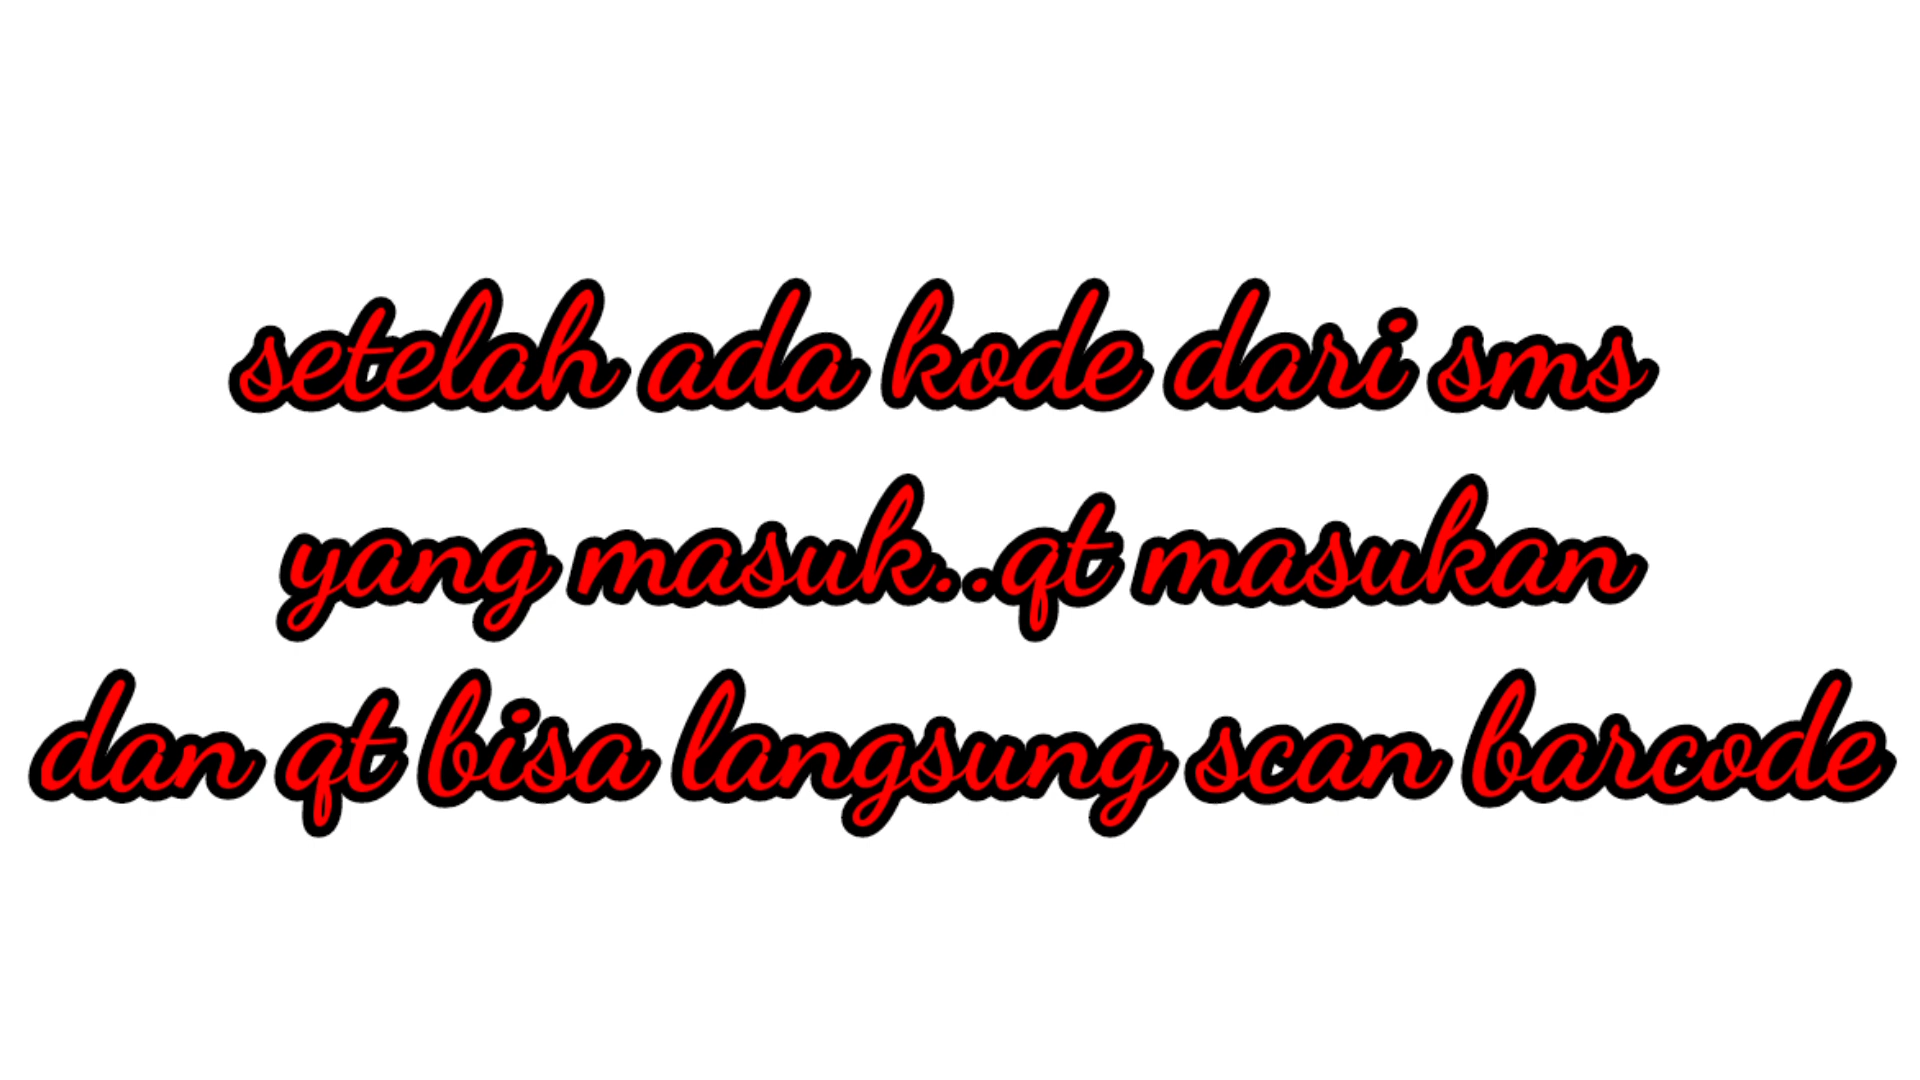 setelah ada kode dari sms
yang masuk..qt masukan
dan qt bisa langsung scan barcode